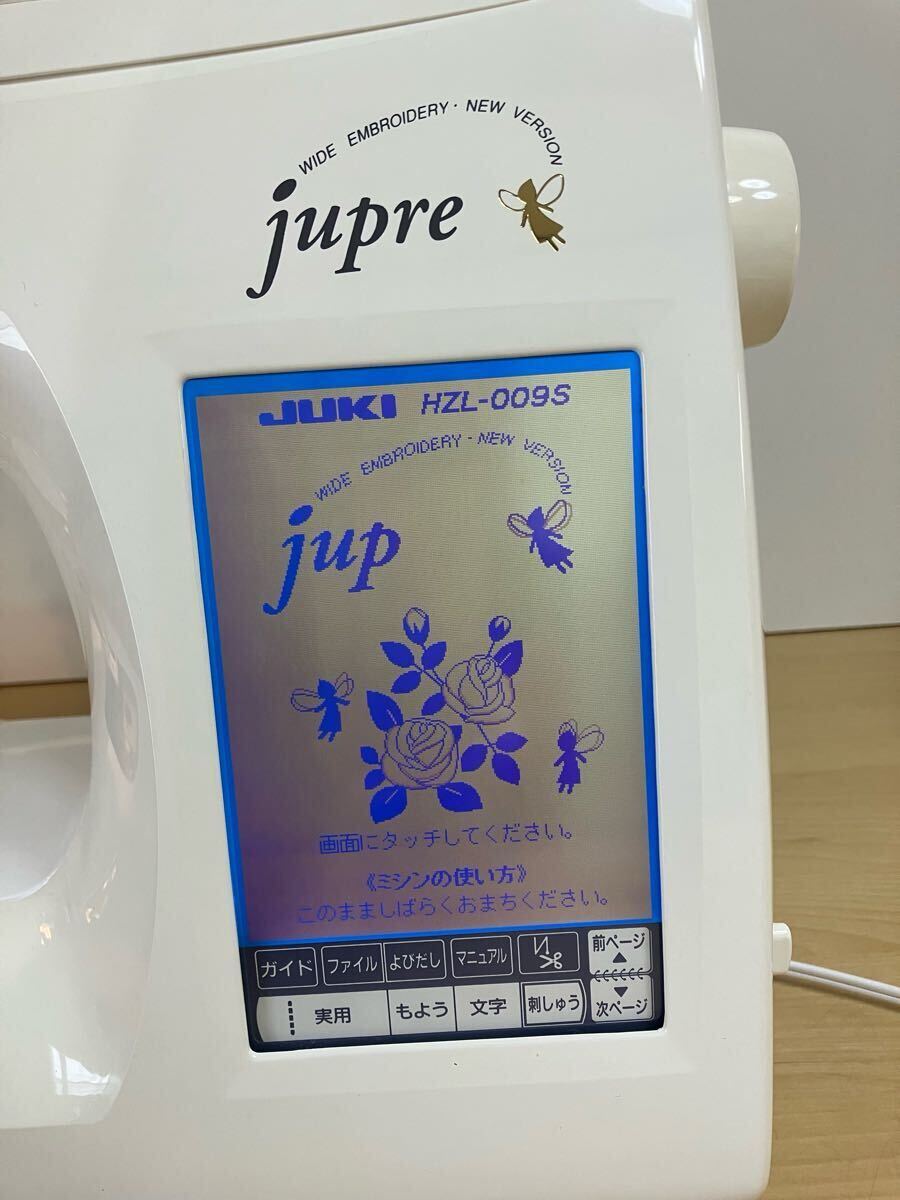 WIDE EMBROIDERY · NEW VERSION
jupre
JUKI HZL-009S
WIDE EMBROIDERY · NEW VERSION
jup
画面にタッチしてください。
《ミシンの使い方》
このまましばらくおまちください。
ガイド ファイル よびだし マニュアル 前ページ
実用 もよう 文字 刺しゅう 次ページ